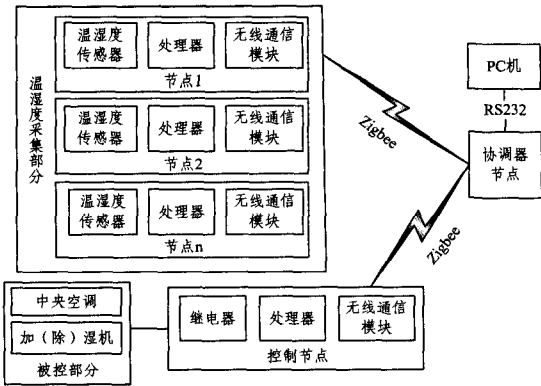 温湿度采集部分
温湿度
传感器
处理器
无线通信
模块
节点1
温湿度
传感器
处理器
无线通信
模块
节点2
温湿度
传感器
处理器
无线通信
模块
节点n
Zigbee
PC机
RS232
协调器
节点
Zigbee
中央空调
加（除）湿机
被控部分
继电器
处理器
无线通信
模块
控制节点